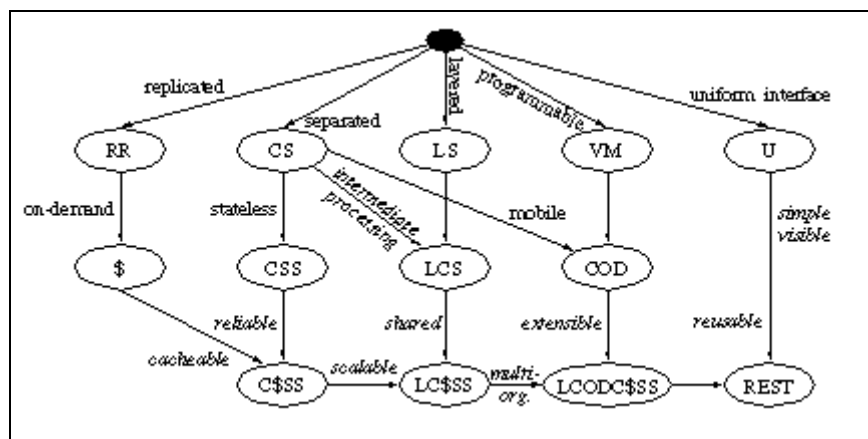 layered
programmable
replicated
separated
uniform interface
RR
CS
LS
VM
U
on-demand
stateless
intermediate
processing
mobile
simple
visible
$
CSS
LCS
COD
reliable
shared
extensible
reusable
cacheable
scalable
multi-
org.
C$SS
LC$SS
LCODC$SS
REST